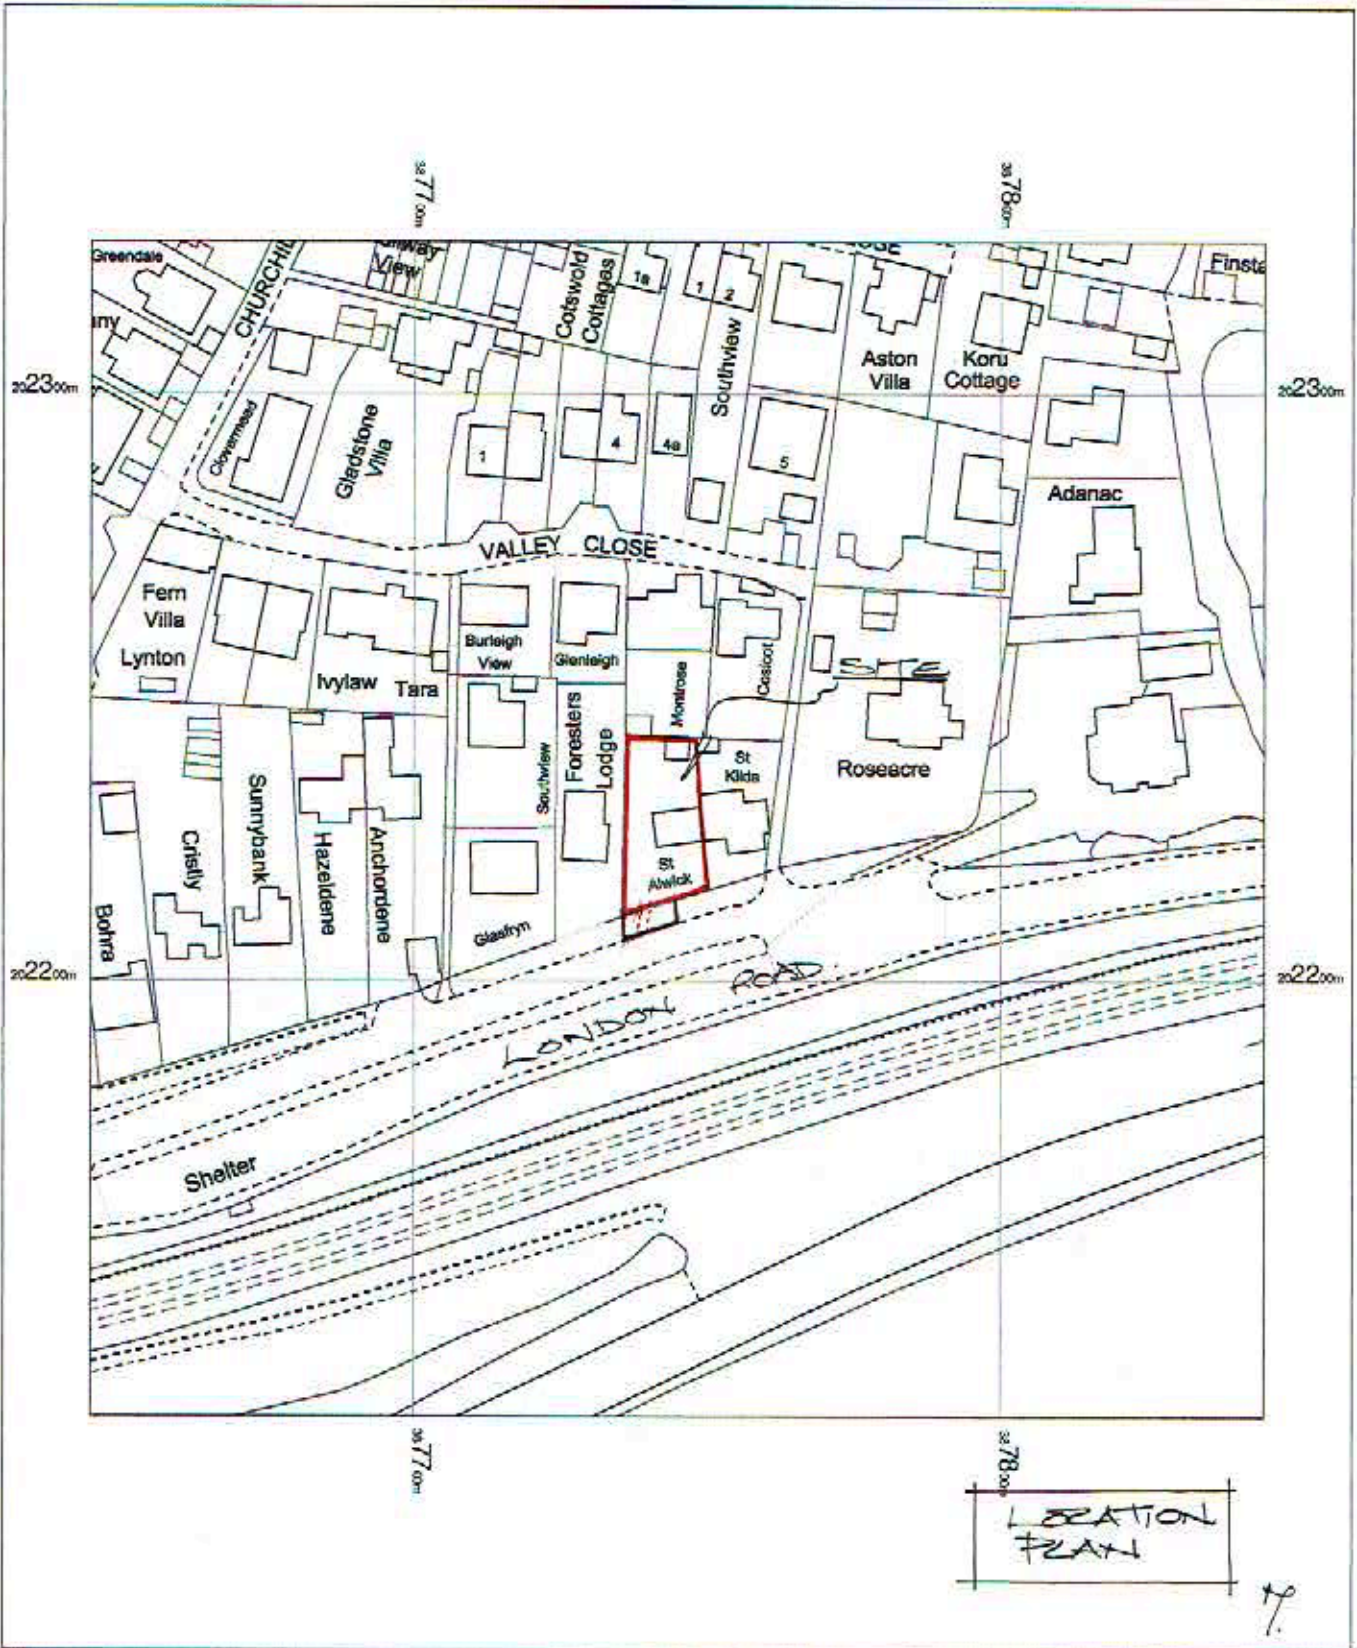 3877 00m
3878 00m
Greendale
CHURCHIL
View
Cotswold
Cottages
1a
1
2
Finsta
Southview
Aston
Villa
Koru
Cottage
2023 00m
2023 00m
Clovermead
Gladstone
Villa
1
4
4a
5
Adanac
VALLEY CLOSE
Fern
Villa
Lynton
Ivylaw
Tara
Burleigh
View
Glenleigh
Montrose
Cosicot
SITE
Southview
Foresters
Lodge
St
Kilda
Roseacre
Sunnybank
Cristly
Hazeldene
Anchordene
Bohra
St
Alwick
Glasfryn
2022 00m
2022 00m
LONDON ROAD
Shelter
3877 00m
3878 00m
LOCATION
PLAN